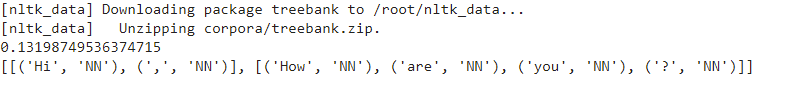 [nltk_data] Downloading package treebank to /root/nltk_data...
[nltk_data]   Unzipping corpora/treebank.zip.
0.13198749536374715
[[('Hi', 'NN'), (',', 'NN')], [('How', 'NN'), ('are', 'NN'), ('you', 'NN'), ('?', 'NN')]]